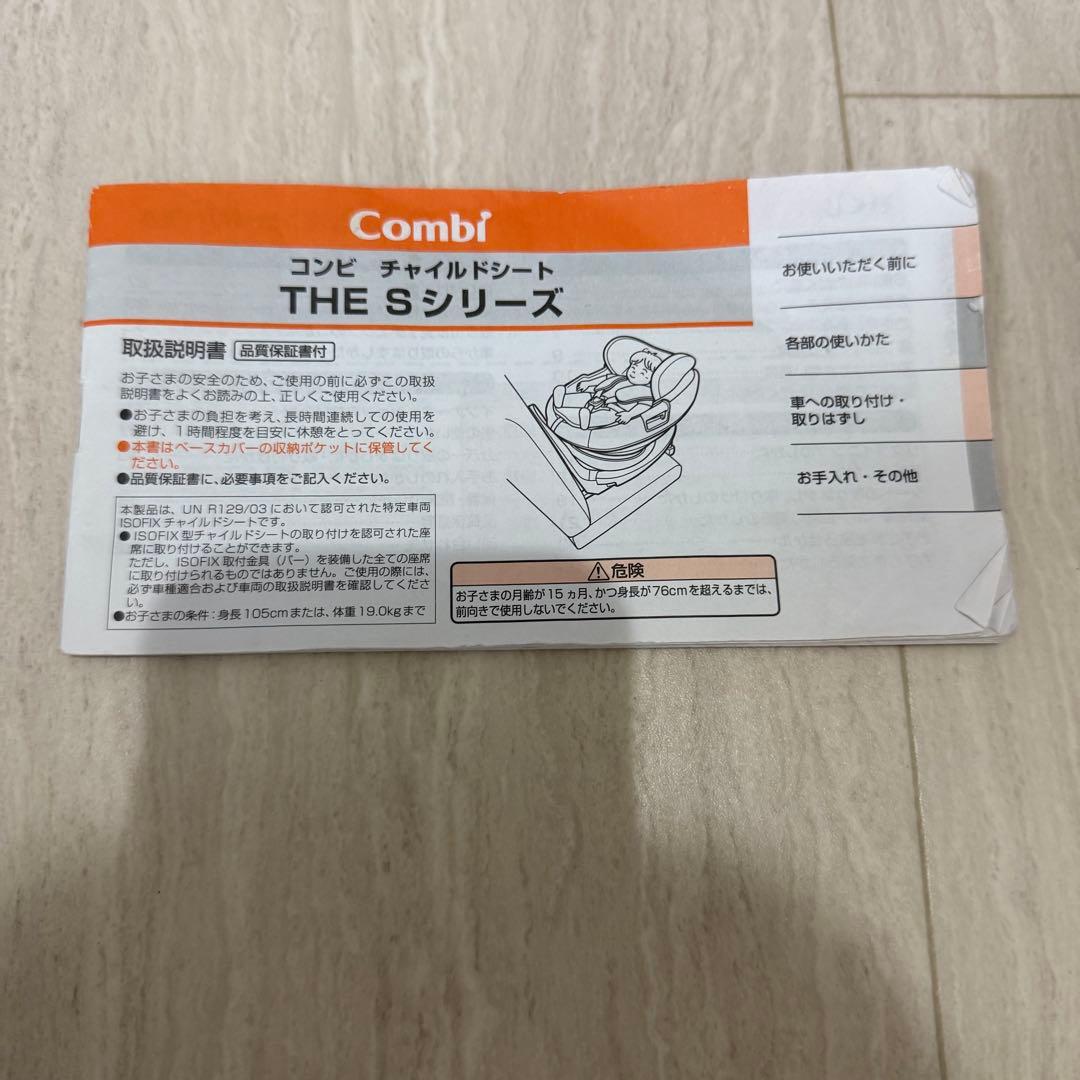 Combi
コンビ チャイルドシート
THE Sシリーズ
取扱説明書 品質保証書付
お子さまの安全のため、ご使用の前に必ずこの取扱
説明書をよくお読みの上、正しくご使用ください。
●お子さまの負担を考え、長時間連続しての使用を
避け、1時間程度を目安に休憩をとってください。
●本書はベースカバーの収納ポケットに保管してく
ださい。
●品質保証書に、必要事項をご記入ください。
本製品は、UN R129/03において認可された特定車両
ISOFIXチャイルドシートです。
●ISOFIX型チャイルドシートの取り付けを認可された座
席に取り付けることができます。
ただし、ISOFIX取付金具(バー)を装備した全ての座席
に取り付けられるものではありません。ご使用の際には、
必ず車種適合および車両の取扱説明書を確認してくださ
い。
●お子さまの条件:身長105cmまたは、体重19.0kgまで
⚠危険
お子さまの月齢が15ヵ月、かつ身長が76cmを超えるまでは、
前向きで使用しないでください。
お使いいただく前に
各部の使いかた
車への取り付け・
取りはずし
お手入れ・その他